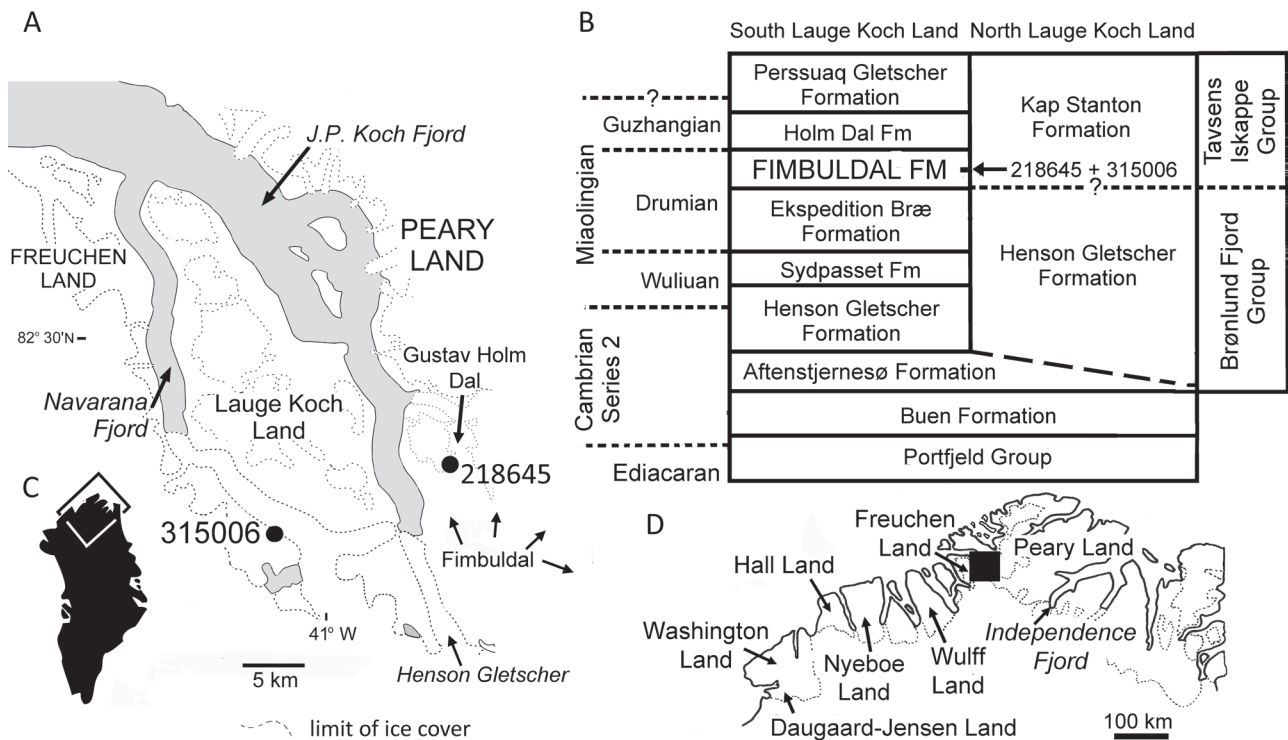 A
J.P. Koch Fjord
PEARY
LAND
FREUCHEN
LAND
82° 30'N
Gustav Holm
Dal
Navarana
Fjord
Lauge Koch
Land
218645
315006
Fimbuldal
41° W
Henson Gletscher
5 km
limit of ice cover
B
South Lauge Koch Land
North Lauge Koch Land
Perssuaq Gletscher
Formation
?
Guzhangian
Holm Dal Fm
Kap Stanton
Formation
Tavsens
Iskappe
Group
Miaolingian
Drumian
FIMBULDAL FM
218645 + 315006
?
Ekspedition Bræ
Formation
Wuliuan
Sydpasset Fm
Henson Gletscher
Formation
Henson Gletscher
Formation
Brønlund Fjord
Group
Cambrian
Series 2
Aftenstjernesø Formation
Buen Formation
Ediacaran
Portfjeld Group
C
D
Freuchen
Land
Peary Land
Hall Land
Washington
Land
Nyeboe
Land
Wulff
Land
Independence
Fjord
Daugaard-Jensen Land
100 km